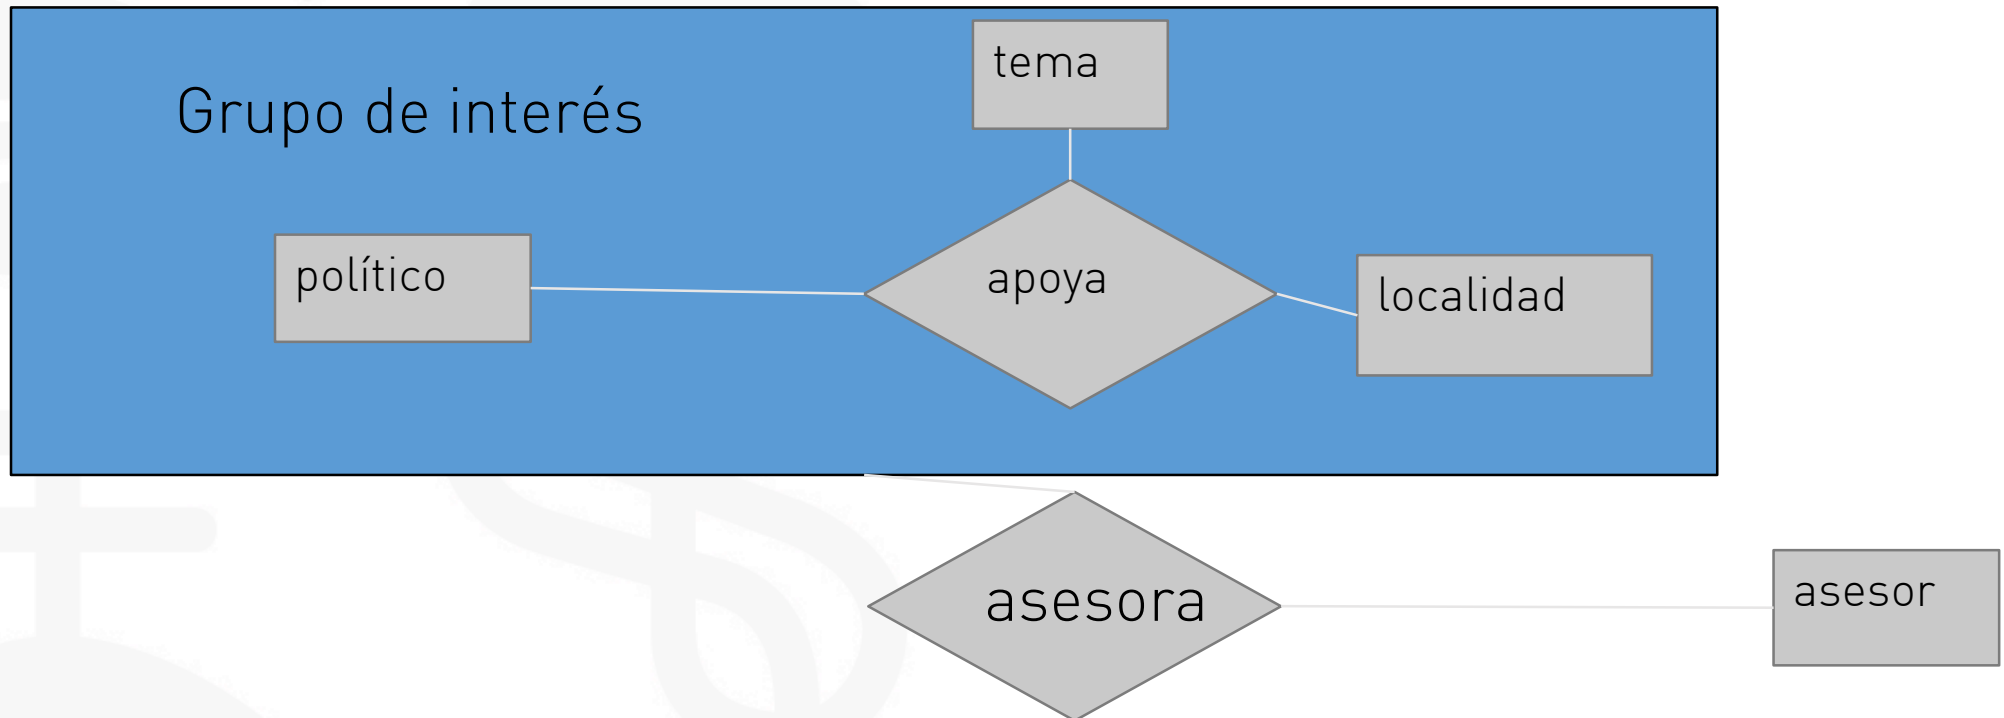 tema
Grupo de interés
político
apoya
localidad
asesora
asesor